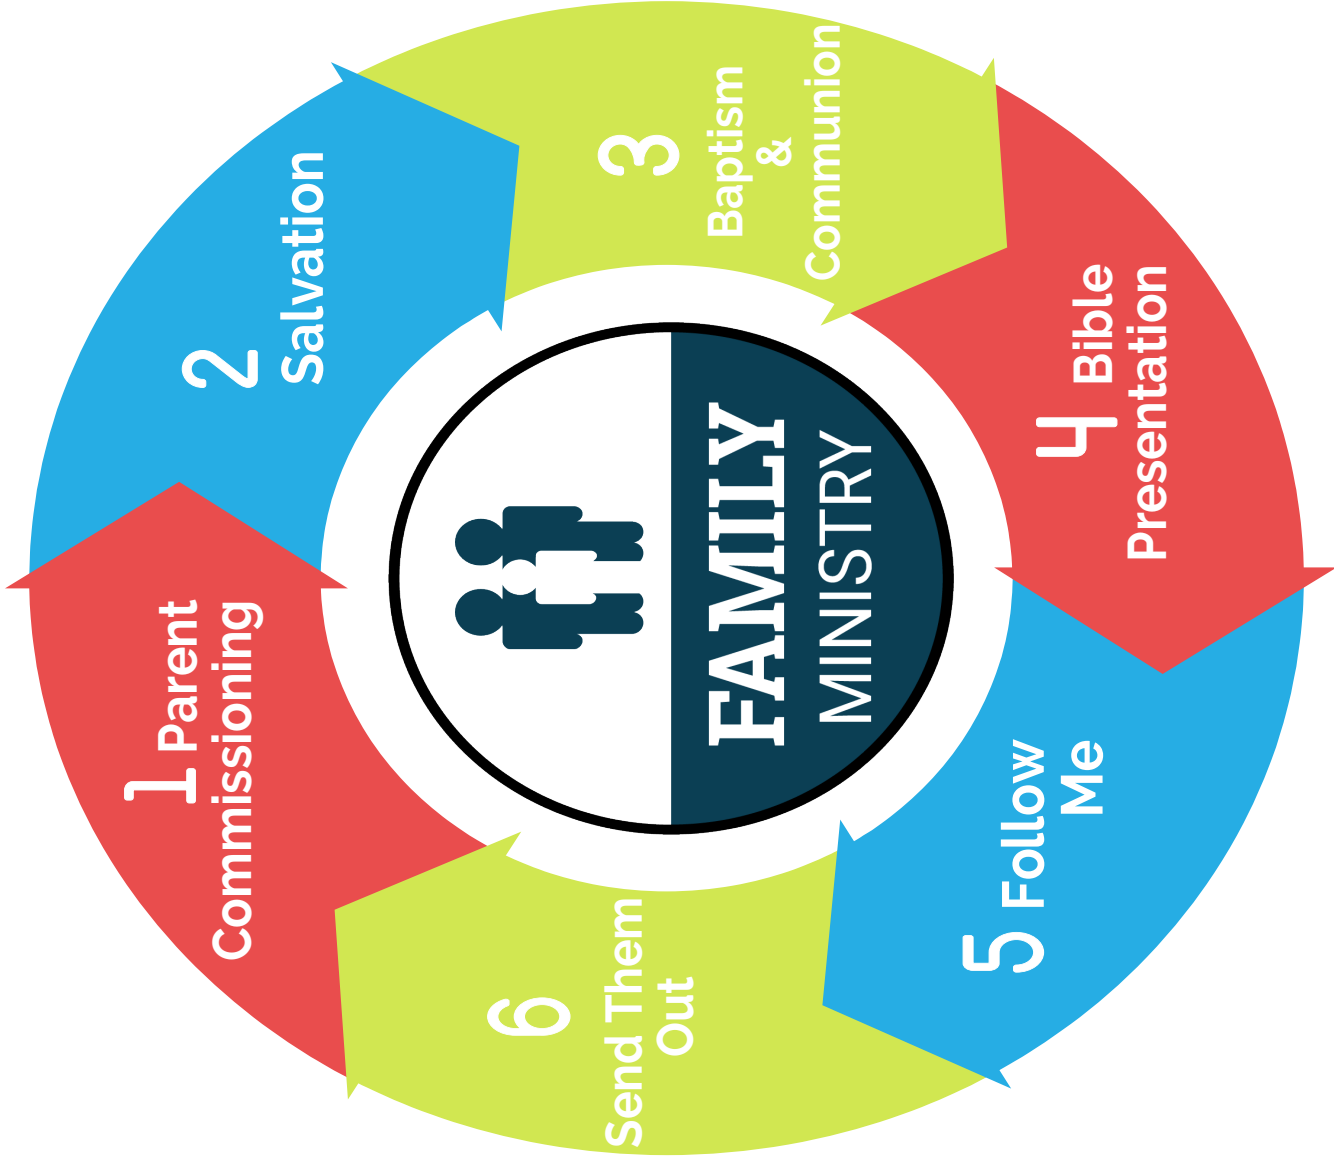 1 Parent
Commissioning
2
Salvation
3
Baptism
&
Communion
4 Bible
Presentation
5 Follow
Me
6
Send Them
Out
FAMILY
MINISTRY